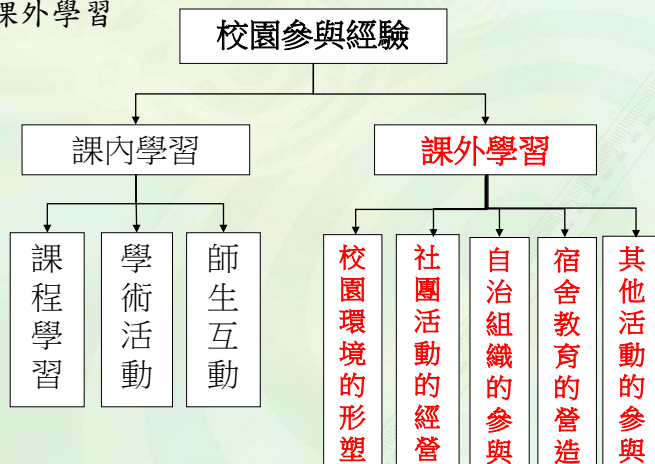 課外學習
校園參與經驗
課內學習
課外學習
課程學習
學術活動
師生互動
校園環境的形塑
社團活動的經營
自治組織的參與
宿舍教育的營造
其他活動的參與